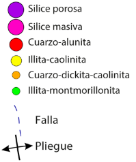 Sílice porosa
Sílice masiva
Cuarzo-alunita
Illita-caolinita
Cuarzo-dickita-caolinita
Illita-montmorillonita
Falla
Pliegue